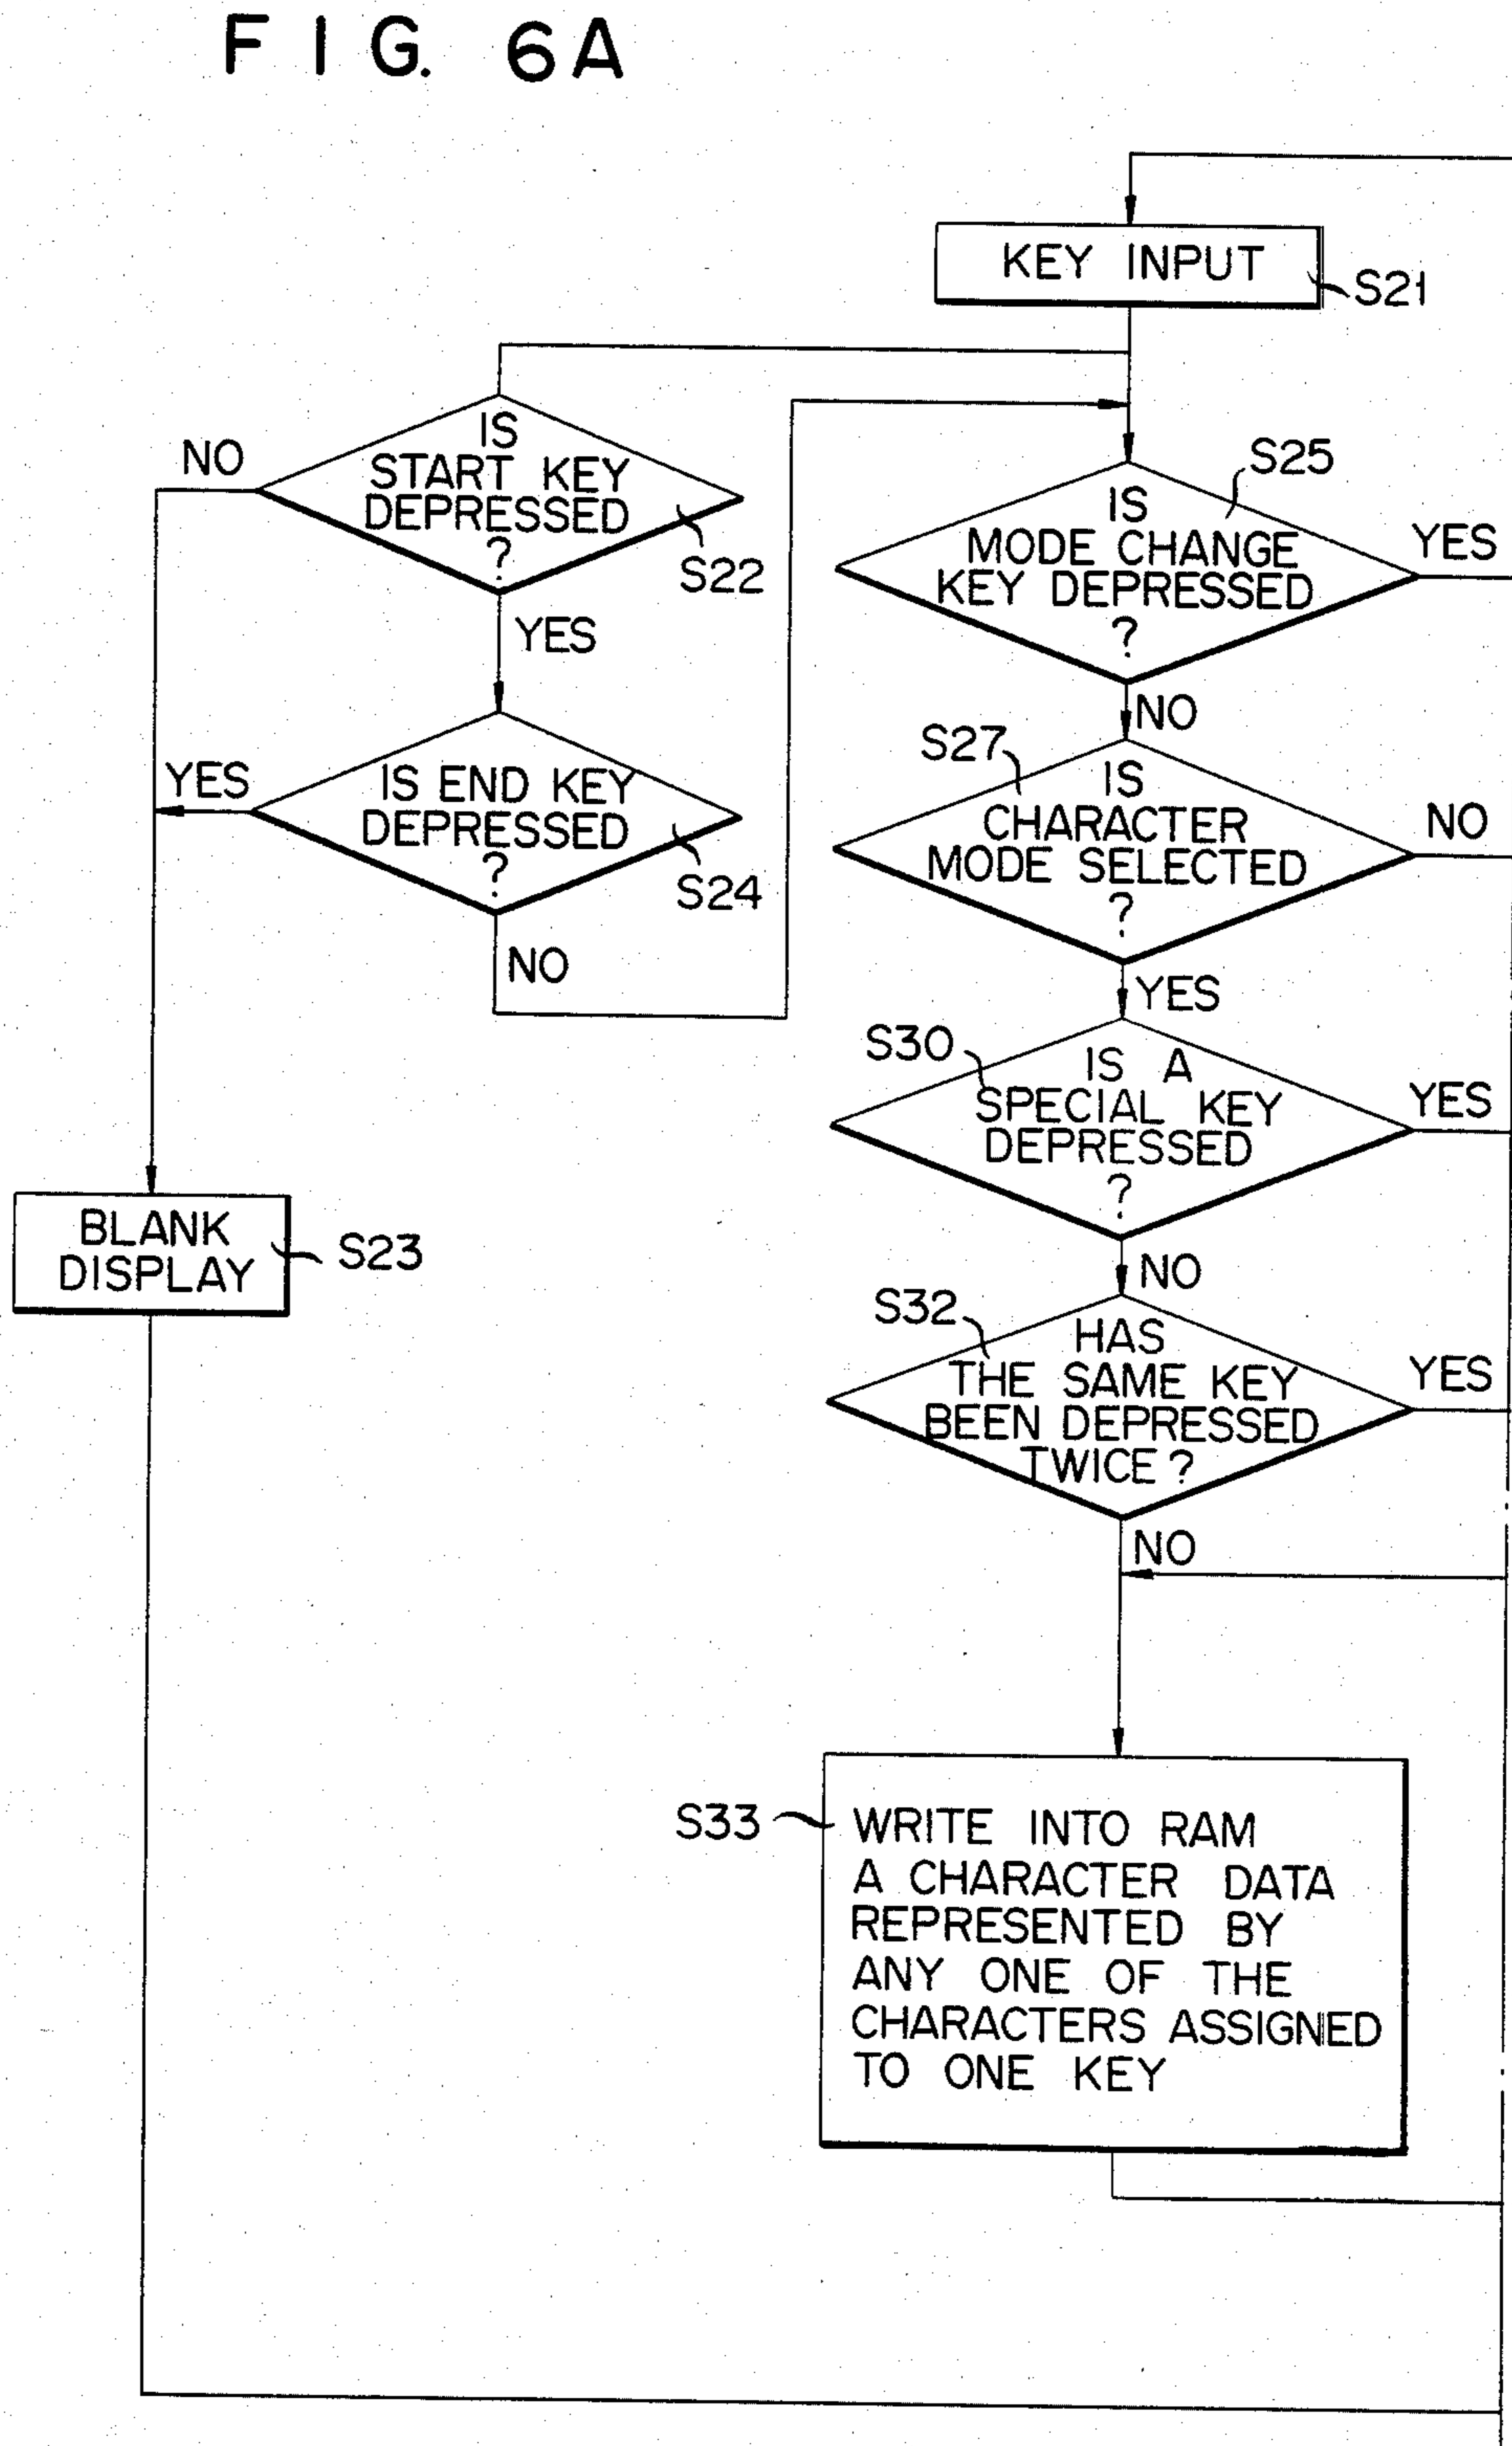 FIG. 6A
KEY INPUT
S21
IS
START KEY
DEPRESSED
?
NO
S22
YES
IS END KEY
DEPRESSED
?
YES
S24
NO
S25
IS
MODE CHANGE
KEY DEPRESSED
?
YES
NO
S27
IS
CHARACTER
MODE SELECTED
?
NO
YES
S30
IS A
SPECIAL KEY
DEPRESSED
?
YES
NO
BLANK
DISPLAY
S23
S32
HAS
THE SAME KEY
BEEN DEPRESSED
TWICE?
YES
NO
S33
WRITE INTO RAM
A CHARACTER DATA
REPRESENTED BY
ANY ONE OF THE
CHARACTERS ASSIGNED
TO ONE KEY